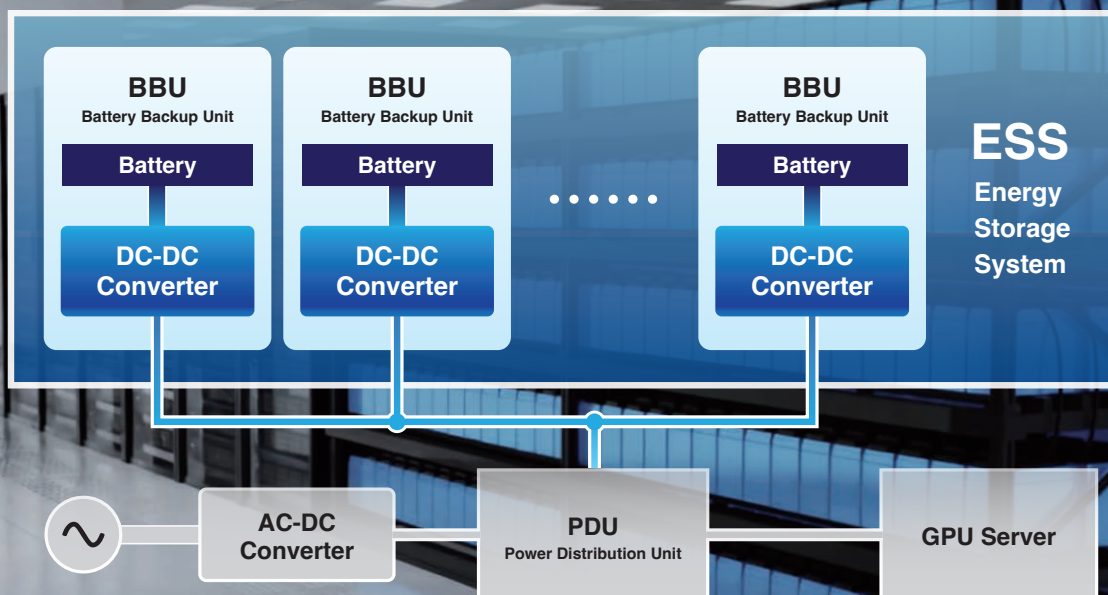 BBU
Battery Backup Unit
Battery
DC-DC
Converter
BBU
Battery Backup Unit
Battery
DC-DC
Converter
BBU
Battery Backup Unit
Battery
DC-DC
Converter
ESS
Energy
Storage
System
AC-DC
Converter
PDU
Power Distribution Unit
GPU Server